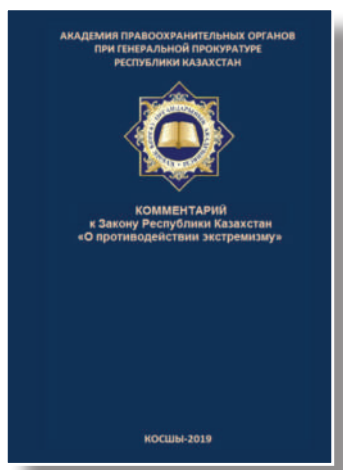 АКАДЕМИЯ ПРАВООХРАНИТЕЛЬНЫХ ОРГАНОВ
ПРИ ГЕНЕРАЛЬНОЙ ПРОКУРАТУРЕ
РЕСПУБЛИКИ КАЗАХСТАН
КОММЕНТАРИЙ
к Закону Республики Казахстан
«О противодействии экстремизму»
КОСШЫ-2019